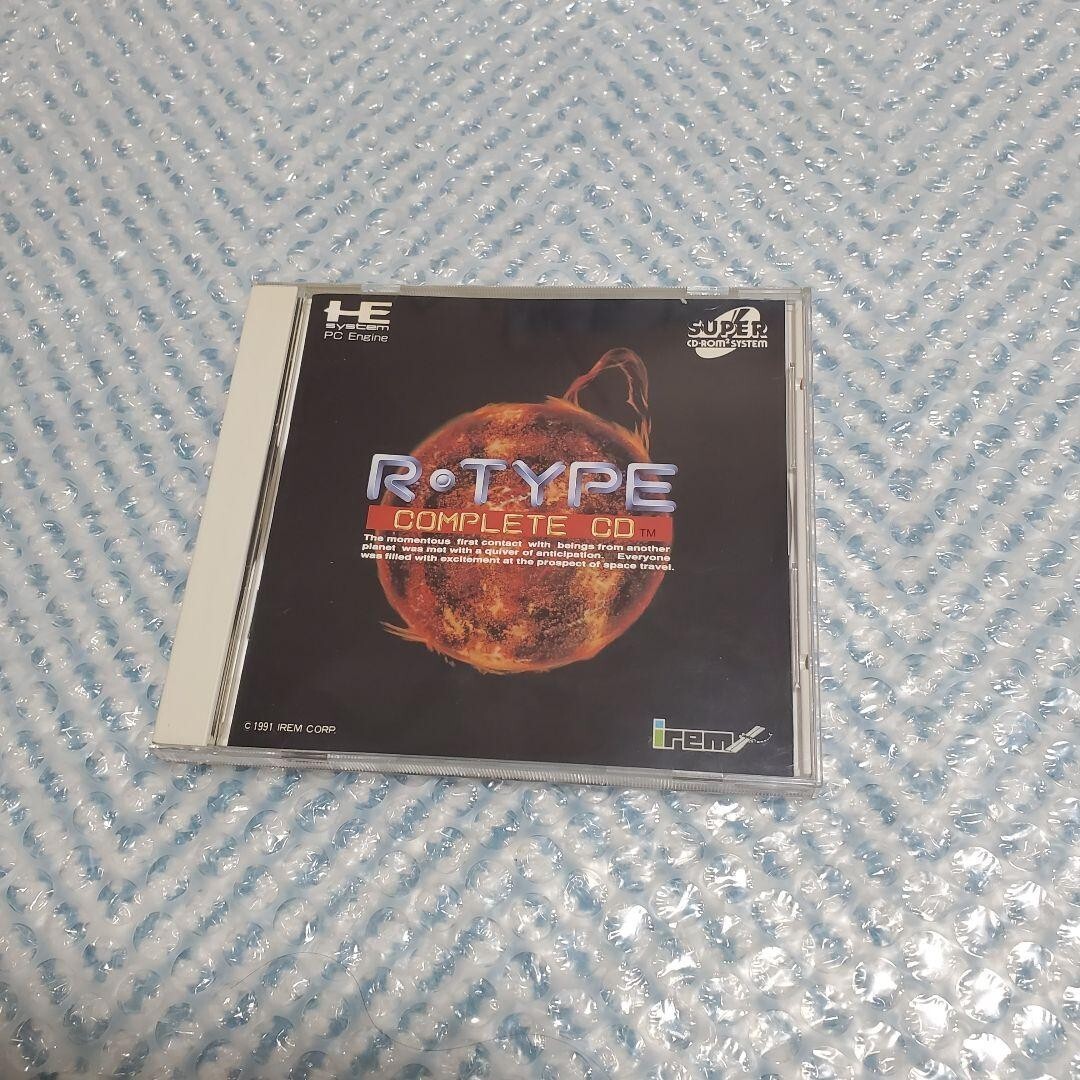 HE
system
PC Engine
SUPER
CD-ROM² SYSTEM
R•TYPE
COMPLETE CD™
The momentous first contact with beings from another
planet was met with a quiver of anticipation. Everyone
was filled with excitement at the prospect of space travel.
© 1991 IREM CORP.
irem